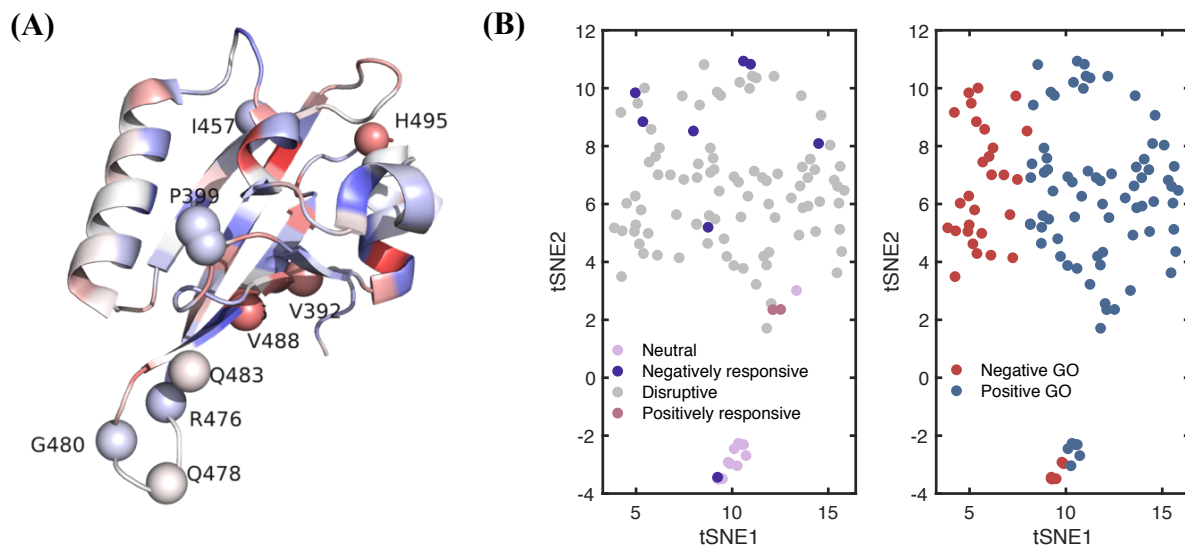 (A)
I457
H495
P399
V392
V488
Q483
R476
G480
Q478
(B)
12
10
8
6
4
2
0
-2
-4
tSNE2
5
10
15
tSNE1
Neutral
Negatively responsive
Disruptive
Positively responsive
12
10
8
6
4
2
0
-2
-4
tSNE2
5
10
15
tSNE1
Negative GO
Positive GO